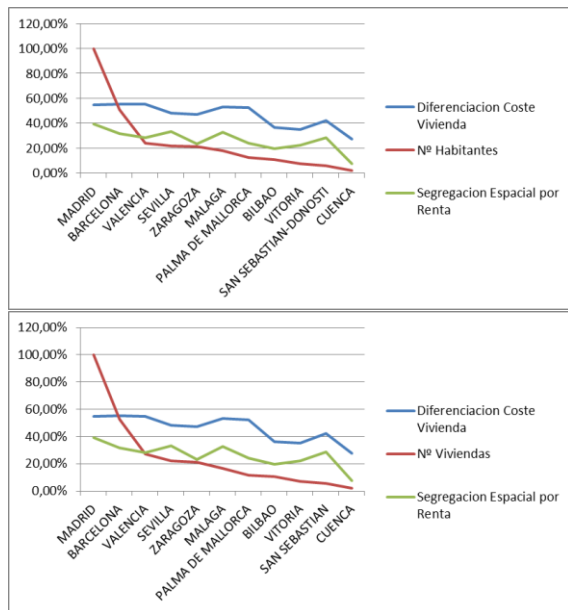 120,00%
100,00%
80,00%
60,00%
40,00%
20,00%
0,00%
MADRID
BARCELONA
VALENCIA
SEVILLA
ZARAGOZA
MALAGA
PALMA DE MALLORCA
BILBAO
VITORIA
SAN SEBASTIAN-DONOSTI
CUENCA
Diferenciacion Coste
Vivienda
Nº Habitantes
Segregacion Espacial por
Renta
120,00%
100,00%
80,00%
60,00%
40,00%
20,00%
0,00%
MADRID
BARCELONA
VALENCIA
SEVILLA
ZARAGOZA
MALAGA
PALMA DE MALLORCA
BILBAO
VITORIA
SAN SEBASTIAN
CUENCA
Diferenciacion Coste
Vivienda
Nº Viviendas
Segregacion Espacial por
Renta